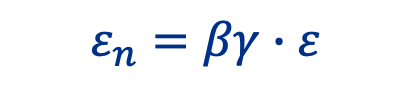 εₙ = βγ · ε